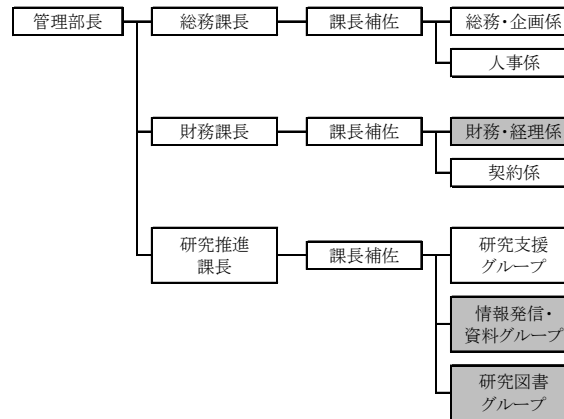 管理部長
総務課長
課長補佐
総務・企画係
人事係
財務課長
課長補佐
財務・経理係
契約係
研究推進
課長
課長補佐
研究支援
グループ
情報発信・
資料グループ
研究図書
グループ